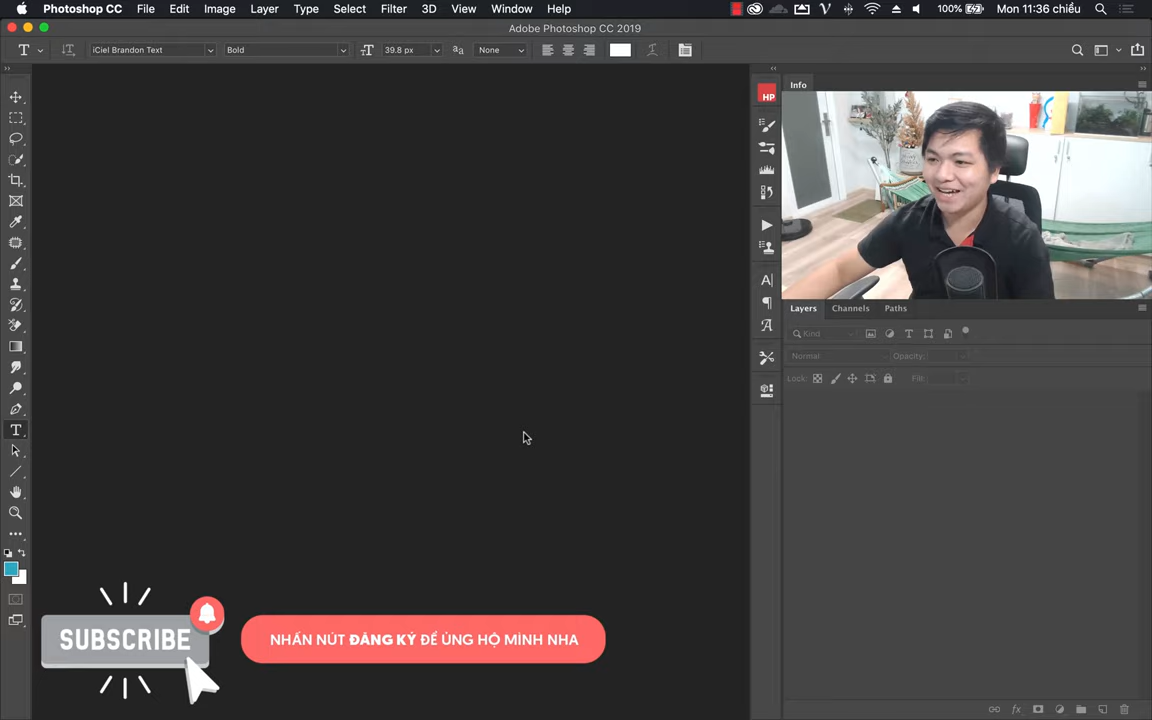 Photoshop CC File Edit Image Layer Type Select Filter 3D View Window Help 100% Mon 11:36 chiều
Adobe Photoshop CC 2019
T iCiel Brandon Text Bold 39.8 px None
Info
HP
Layers Channels Paths
Kind
Normal Opacity:
Lock: Fill:
SUBSCRIBE
NHẤN NÚT ĐĂNG KÝ ĐỂ ỦNG HỘ MÌNH NHA